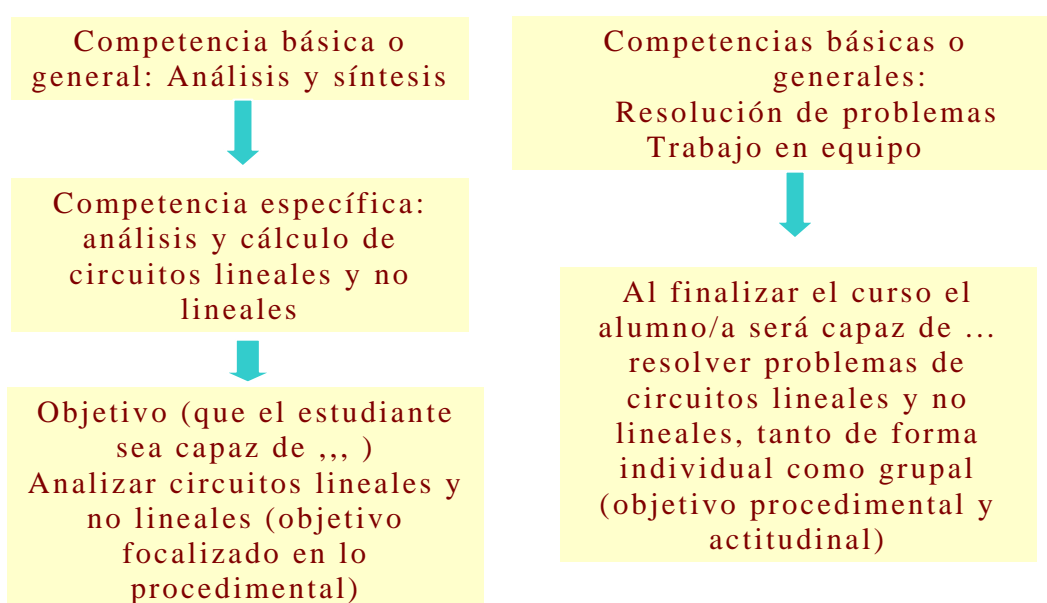 Competencia básica o
general: Análisis y síntesis
Competencia específica:
análisis y cálculo de
circuitos lineales y no
lineales
Objetivo (que el estudiante
sea capaz de ,,, )
Analizar circuitos lineales y
no lineales (objetivo
focalizado en lo
procedimental)
Competencias básicas o
generales:
Resolución de problemas
Trabajo en equipo
Al finalizar el curso el
alumno/a será capaz de ...
resolver problemas de
circuitos lineales y no
lineales, tanto de forma
individual como grupal
(objetivo procedimental y
actitudinal)